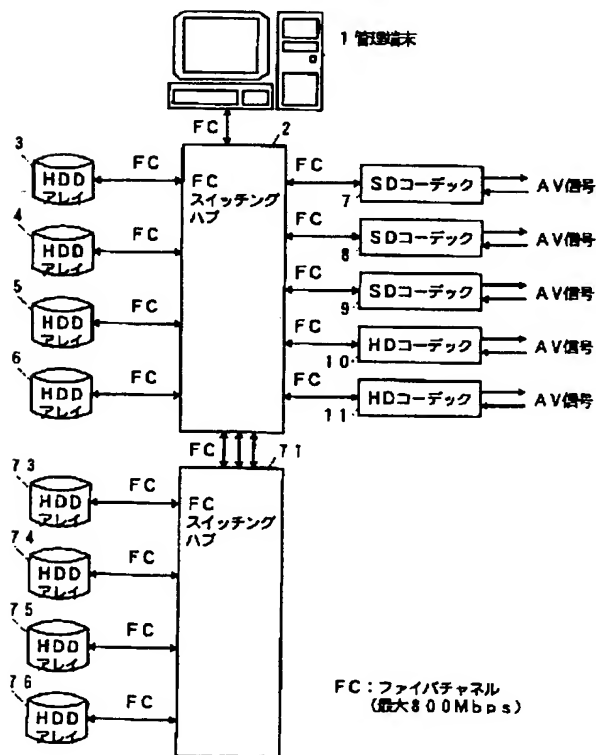 1 管理端末
FC
2
3
HDD
アレイ
FC
FC
スイッチング
ハブ
FC
7
SDコーデック
AV信号
4
HDD
アレイ
FC
FC
8
SDコーデック
AV信号
5
HDD
アレイ
FC
FC
9
SDコーデック
AV信号
6
HDD
アレイ
FC
FC
10
HDコーデック
AV信号
FC
11
HDコーデック
AV信号
FC
71
73
HDD
アレイ
FC
FC
スイッチング
ハブ
74
HDD
アレイ
FC
75
HDD
アレイ
FC
76
HDD
アレイ
FC
FC:ファイバチャネル
(最大800Mbps)